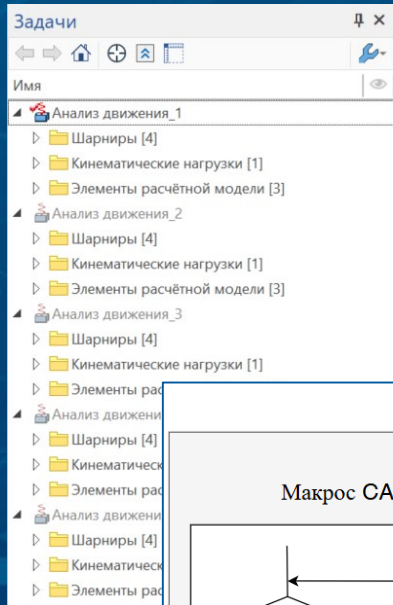 Задачи
Имя
Анализ движения_1
Шарниры [4]
Кинематические нагрузки [1]
Элементы расчётной модели [3]
Анализ движения_2
Шарниры [4]
Кинематические нагрузки [1]
Элементы расчётной модели [3]
Анализ движения_3
Шарниры [4]
Кинематические нагрузки [1]
Элементы рас
Анализ движени
Шарниры [4]
Кинематическ
Элементы рас
Анализ движени
Шарниры [4]
Кинематическ
Элементы рас
Макрос CA